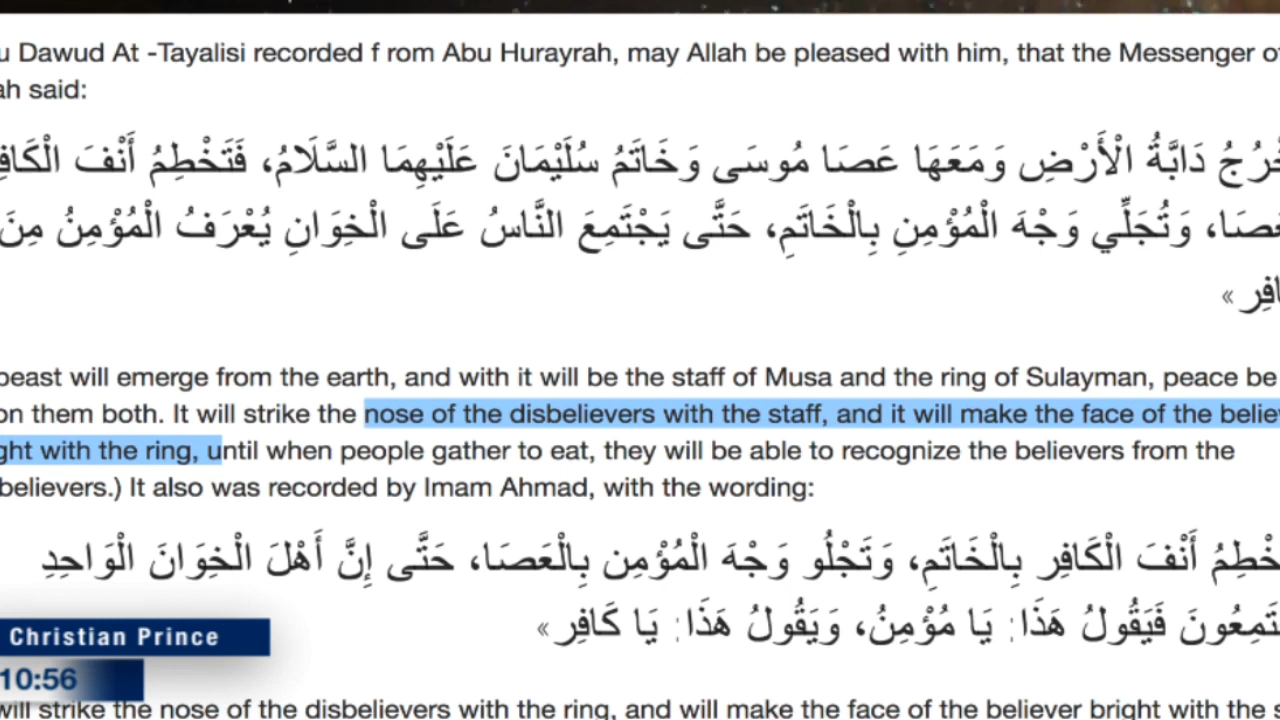 u Dawud At -Tayalisi recorded f rom Abu Hurayrah, may Allah be pleased with him, that the Messenger of
ah said:
خْرُجُ دَابَّةُ الْأَرْضِ وَمَعَهَا عَصَا مُوسَى وَخَاتَمُ سُلَيْمَانَ عَلَيْهِمَا السَّلَامُ، فَتَخْطِمُ أَنْفَ الْكَافِ
عَصَا، وَتُجَلِّي وَجْهَ الْمُؤْمِنِ بِالْخَاتَمِ، حَتَّى يَجْتَمِعَ النَّاسُ عَلَى الْخِوَانِ يُعْرَفُ الْمُؤْمِنُ مِنَ
افِر»
beast will emerge from the earth, and with it will be the staff of Musa and the ring of Sulayman, peace be
on them both. It will strike the nose of the disbelievers with the staff, and it will make the face of the belie
ght with the ring, until when people gather to eat, they will be able to recognize the believers from the
believers.) It also was recorded by Imam Ahmad, with the wording:
خْطِمُ أَنْفَ الْكَافِر بِالْخَاتَمِ، وَتَجْلُو وَجْهَ الْمُؤْمِن بِالْعَصَا، حَتَّى إِنَّ أَهْلَ الْخِوَانَ الْوَاحِدِ
تَمِعُونَ فَيَقُولُ هَذَا: يَا مُؤْمِنُ، وَيَقُولُ هَذَا: يَا كَافِر»
Christian Prince
10:56
will strike the nose of the disbelievers with the ring, and will make the face of the believer bright with the s